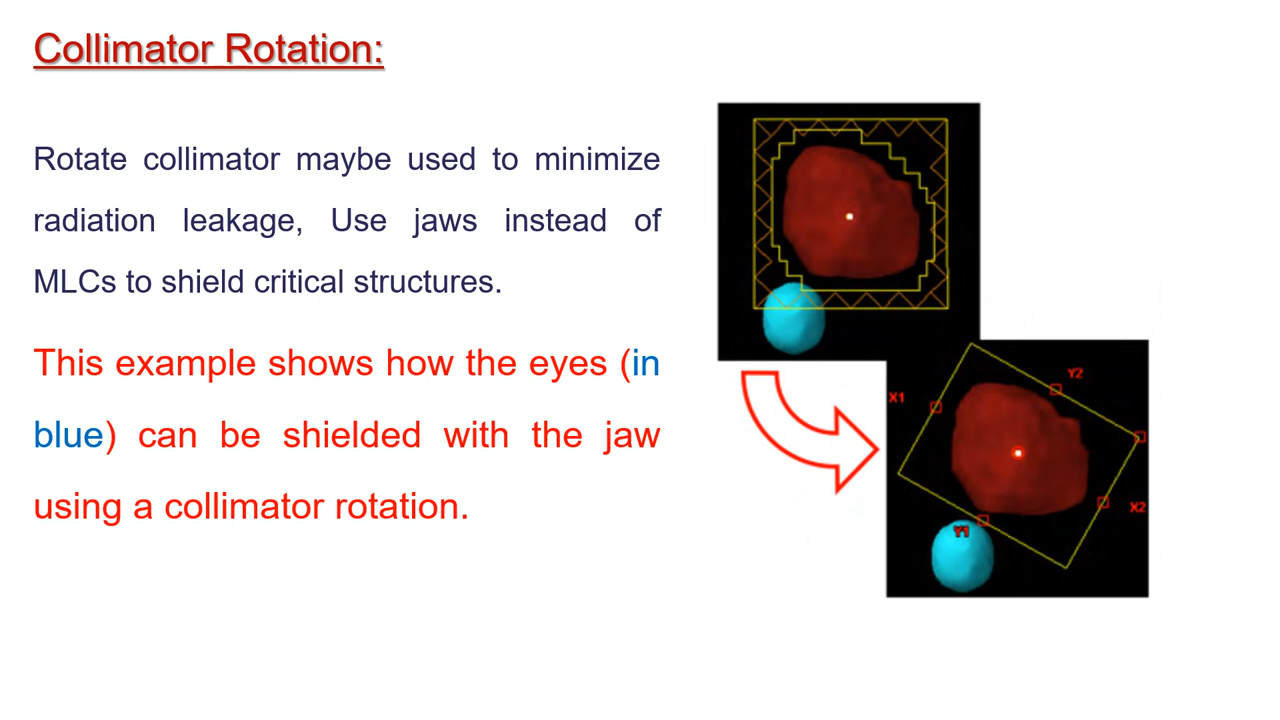 Collimator Rotation:
Rotate collimator maybe used to minimize
radiation leakage, Use jaws instead of
MLCs to shield critical structures.
This example shows how the eyes (in
blue) can be shielded with the jaw
using a collimator rotation.
Y2
X1
X2
Y1